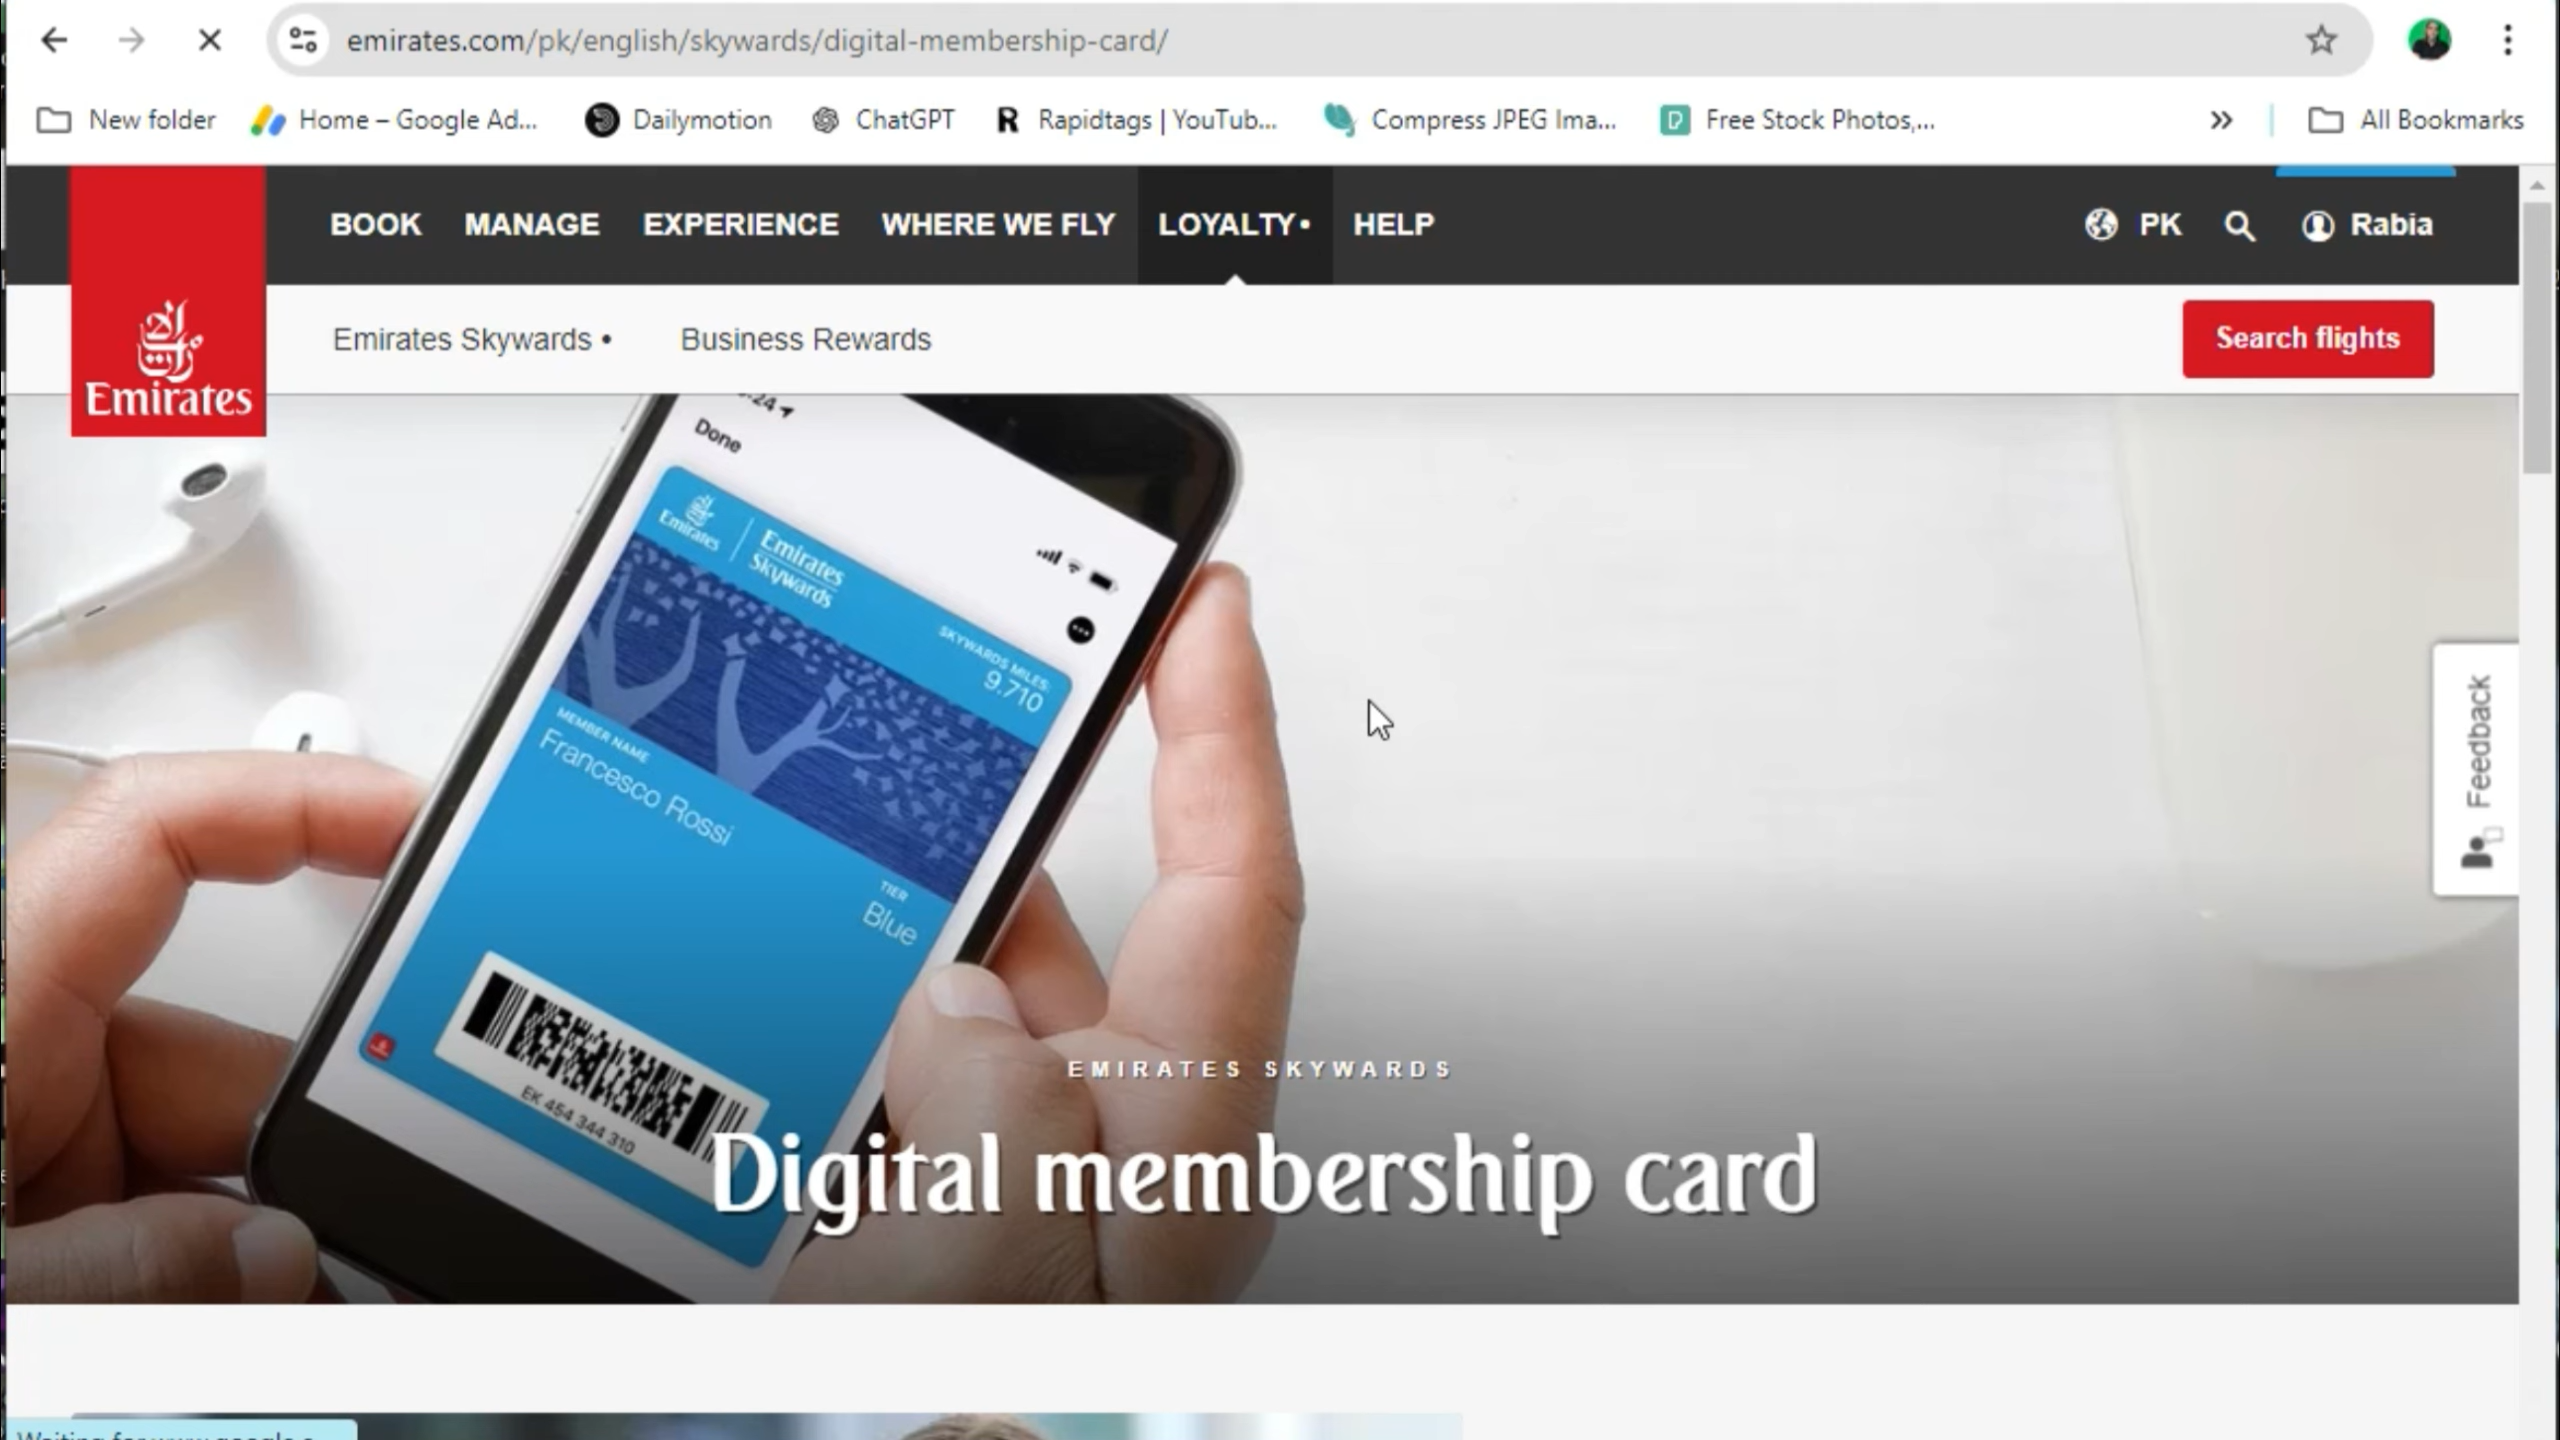 emirates.com/pk/english/skywards/digital-membership-card/
New folder
Home – Google Ad...
Dailymotion
ChatGPT
Rapidtags | YouTub...
Compress JPEG Ima...
Free Stock Photos,...
All Bookmarks
BOOK MANAGE EXPERIENCE WHERE WE FLY LOYALTY• HELP
PK
Rabia
Emirates
Emirates Skywards •
Business Rewards
Search flights
Done
Emirates
Emirates
Skywards
SKYWARDS MILES:
9.710
MEMBER NAME
Francesco Rossi
TIER
Blue
EK 454 344 310
Feedback
EMIRATES SKYWARDS
Digital membership card